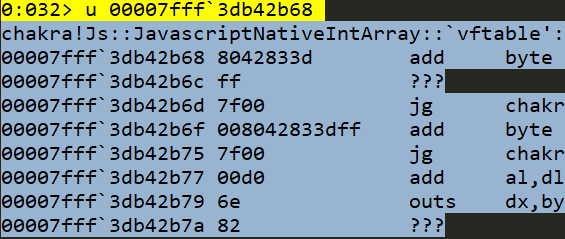 0:032> u 00007fff`3db42b68
chakra!Js::JavascriptNativeIntArray::`vftable':
00007fff`3db42b68 8042833d add byte
00007fff`3db42b6c ff ???
00007fff`3db42b6d 7f00 jg chakr
00007fff`3db42b6f 008042833dff add byte
00007fff`3db42b75 7f00 jg chakr
00007fff`3db42b77 00d0 add al,dl
00007fff`3db42b79 6e outs dx,by
00007fff`3db42b7a 82 ???